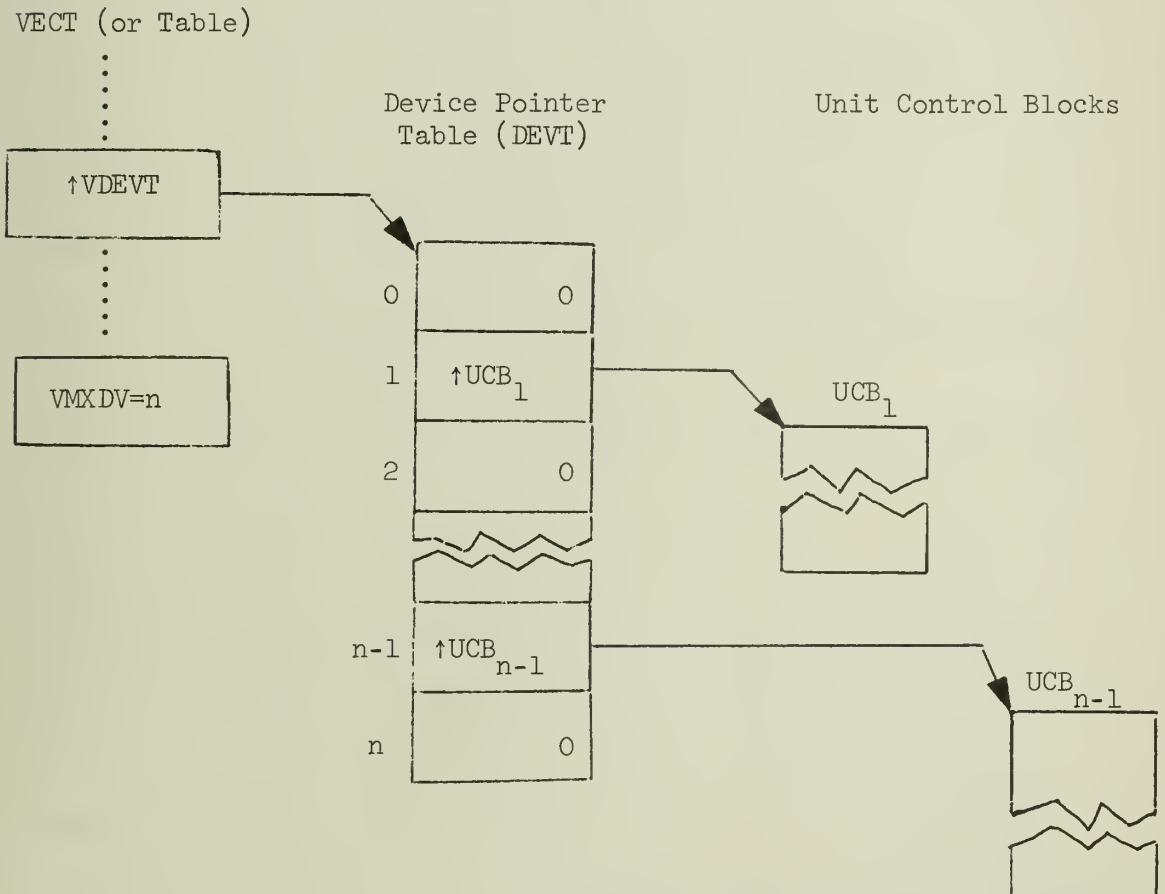 VECT (or Table)
Device Pointer
Table (DEVT)
Unit Control Blocks
↑VDEVT
0 0
1 ↑UCB1
UCB1
VMXDV=n
2 0
n-1 ↑UCBn-1
UCBn-1
n 0